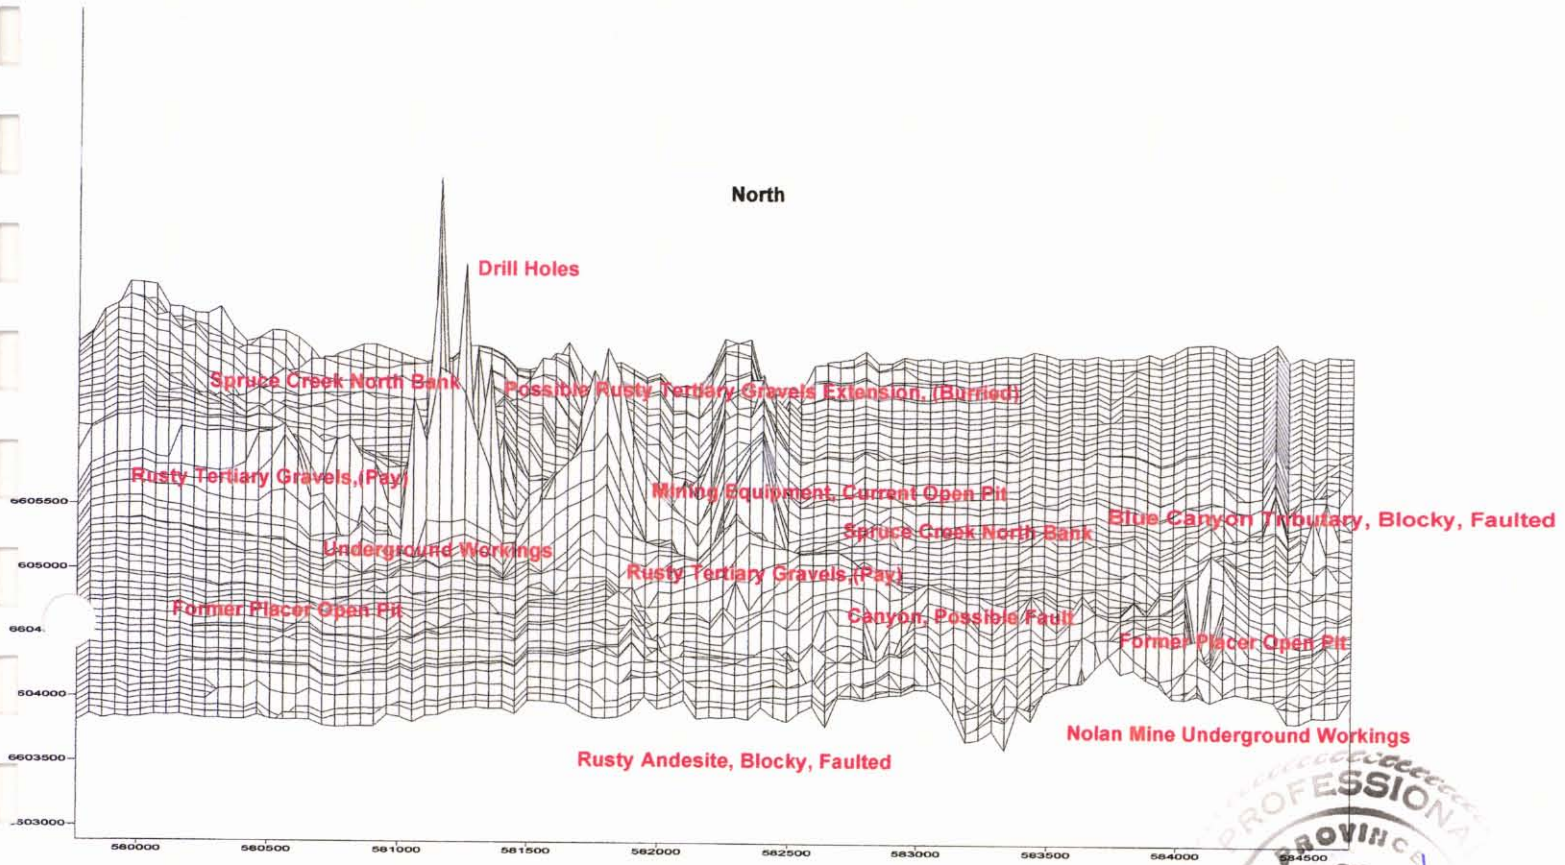 North
Drill Holes
Spruce Creek North Bank
Possible Rusty Tertiary Gravels Extension, (Burried)
Rusty Tertiary Gravels,(Pay)
Mining Equipment, Current Open Pit
6605500
Blue Canyon Tributary, Blocky, Faulted
Spruce Creek North Bank
Underground Workings
605000
Rusty Tertiary Gravels,(Pay)
Former Placer Open Pit
Canyon, Possible Fault
6604
Former Placer Open Pit
504000
Nolan Mine Underground Workings
6603500
Rusty Andesite, Blocky, Faulted
PROFESSIONA
503000
PROVINCE
580000 580500 581000 581500 582000 582500 583000 583500 584000 584500